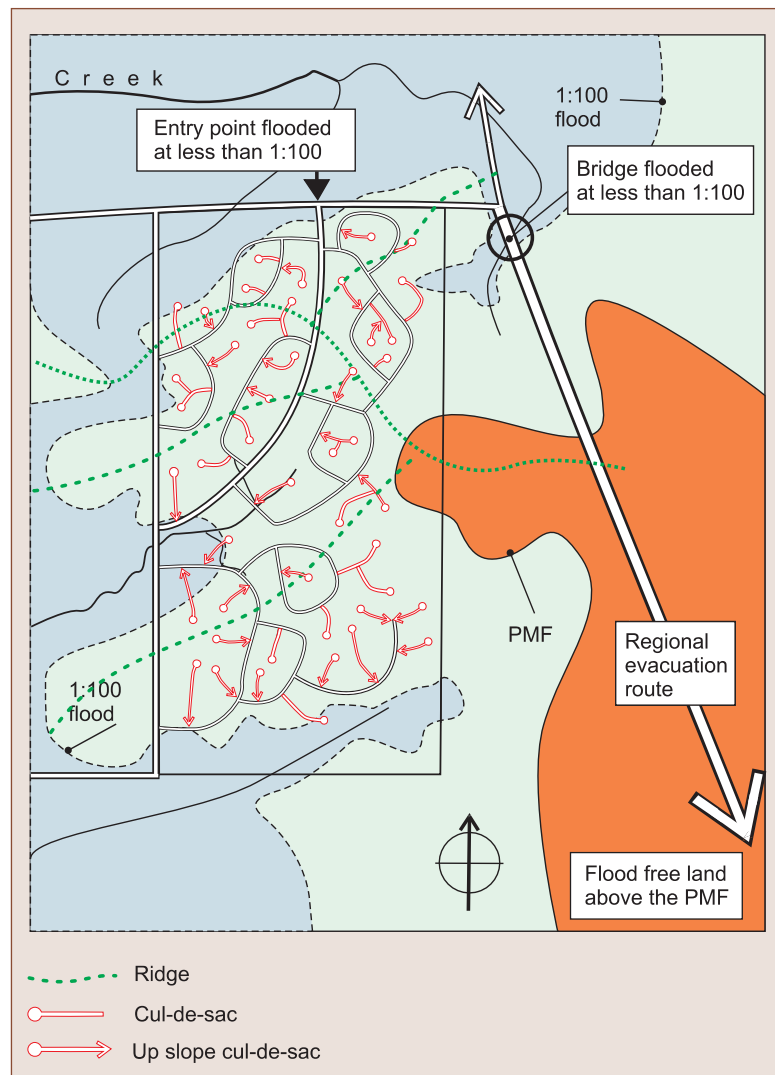 Creek
1:100
flood
Entry point flooded
at less than 1:100
Bridge flooded
at less than 1:100
PMF
Regional
evacuation
route
1:100
flood
Flood free land
above the PMF
Ridge
Cul-de-sac
Up slope cul-de-sac